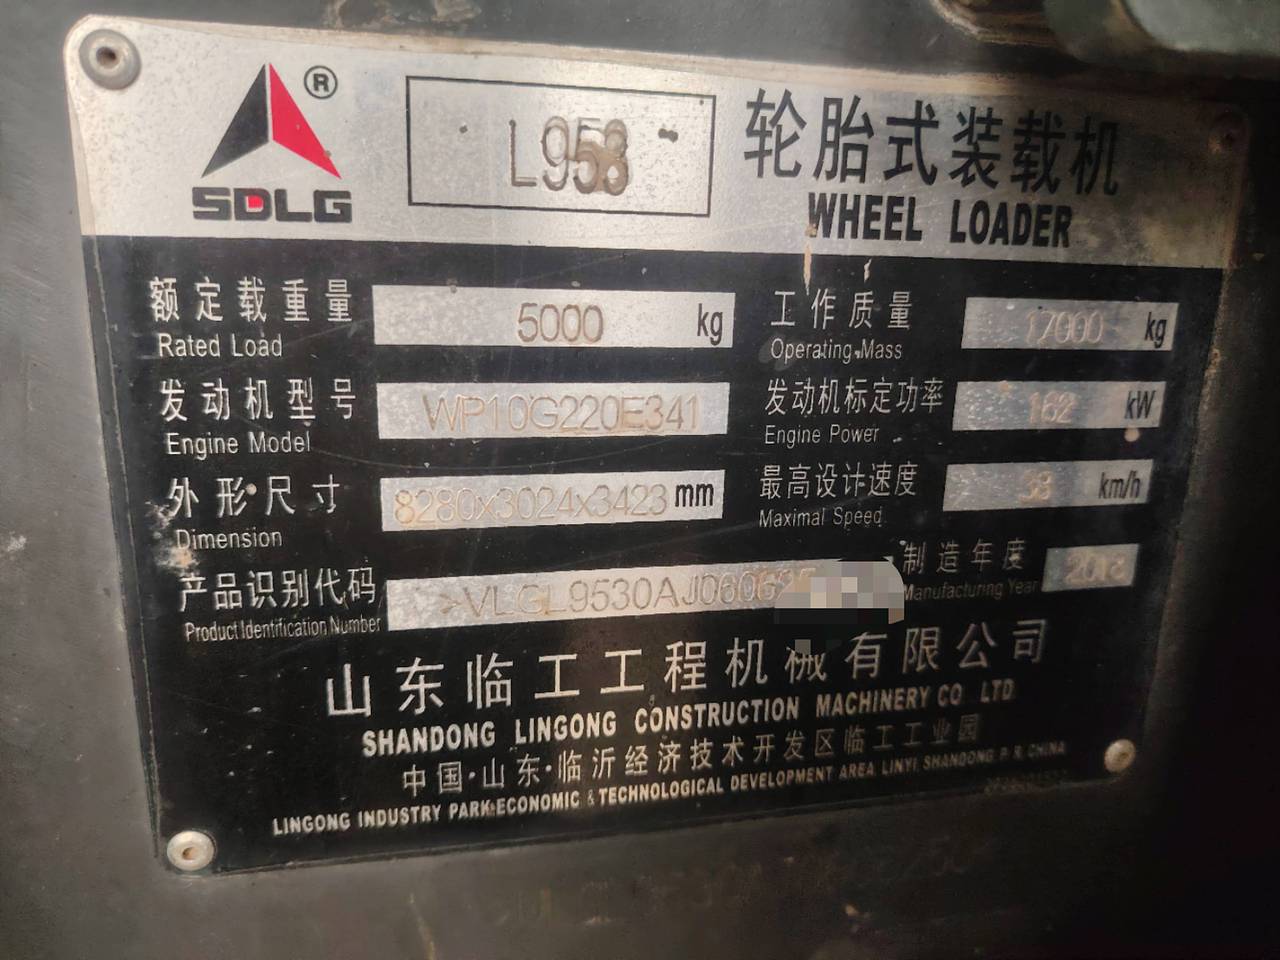 ®
SDLG
L953
轮胎式装载机
WHEEL LOADER
额定载重量 5000 kg
Rated Load
工作质量 17000 kg
Operating Mass
发动机型号 WP10G220E341
Engine Model
发动机标定功率 162 kW
Engine Power
外形尺寸 8280x3024x3423 mm
Dimension
最高设计速度 38 km/h
Maximal Speed
产品识别代码
Product Identification Number
制造年度 2018
Manufacturing Year
山东临工工程机械有限公司
SHANDONG LINGONG CONSTRUCTION MACHINERY CO LTD
中国·山东·临沂经济技术开发区临工工业园
LINGONG INDUSTRY PARK ECONOMIC & TECHNOLOGICAL DEVELOPMENT AREA LINYI SHANDONG P. R. CHINA